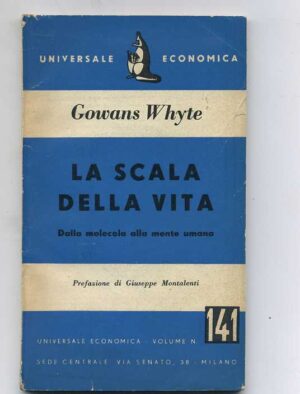 UNIVERSALE ECONOMICA
Gowans Whyte
LA SCALA
DELLA VITA
Dalla molecola alla mente umana
Prefazione di Giuseppe Montalenti
UNIVERSALE ECONOMICA - VOLUME N. 141
SEDE CENTRALE VIA SENATO, 38 - MILANO